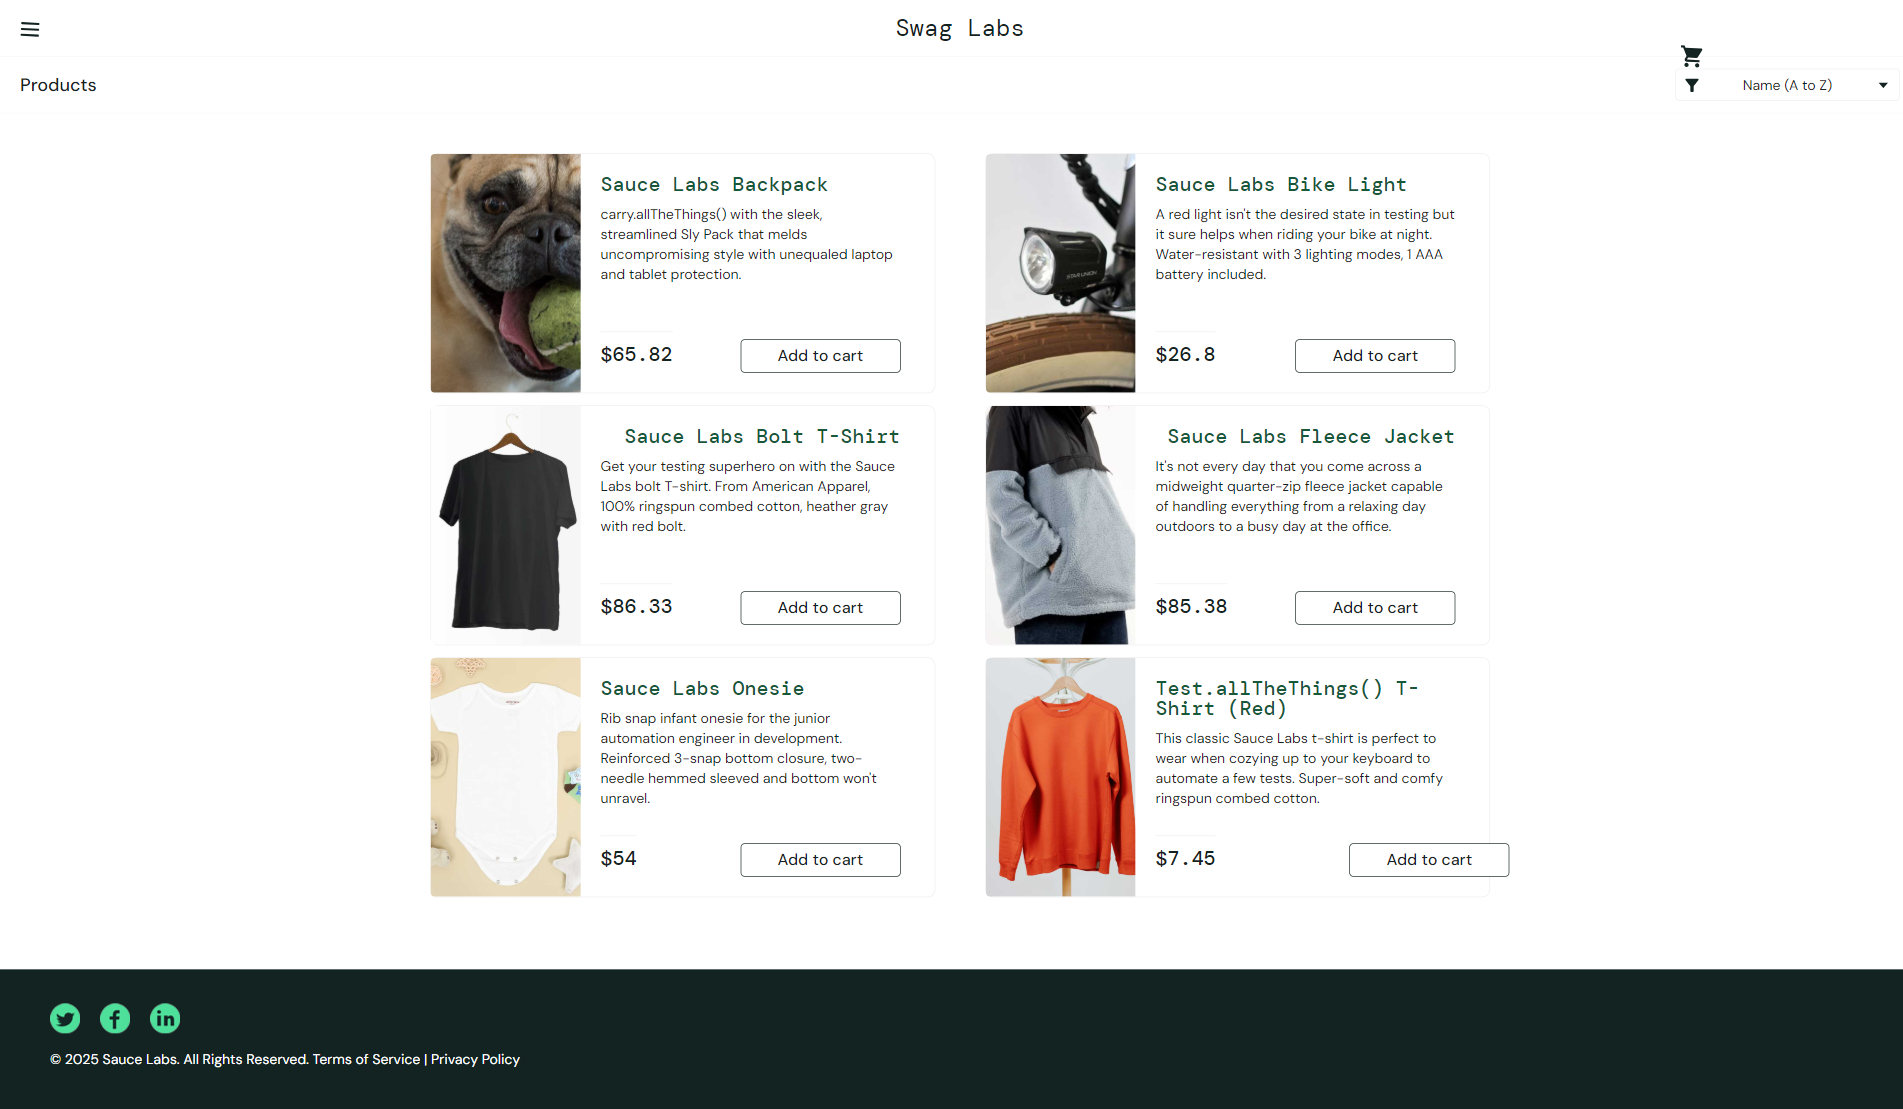 Swag Labs
Products
Name (A to Z)
Sauce Labs Backpack
carry.allTheThings() with the sleek,
streamlined Sly Pack that melds
uncompromising style with unequaled laptop
and tablet protection.
$65.82
Add to cart
Sauce Labs Bike Light
A red light isn't the desired state in testing but
it sure helps when riding your bike at night.
Water-resistant with 3 lighting modes, 1 AAA
battery included.
$26.8
Add to cart
STAR UNION
Sauce Labs Bolt T-Shirt
Get your testing superhero on with the Sauce
Labs bolt T-shirt. From American Apparel,
100% ringspun combed cotton, heather gray
with red bolt.
$86.33
Add to cart
Sauce Labs Fleece Jacket
It's not every day that you come across a
midweight quarter-zip fleece jacket capable
of handling everything from a relaxing day
outdoors to a busy day at the office.
$85.38
Add to cart
Sauce Labs Onesie
Rib snap infant onesie for the junior
automation engineer in development.
Reinforced 3-snap bottom closure, two-
needle hemmed sleeved and bottom won't
unravel.
$54
Add to cart
Test.allTheThings() T-
Shirt (Red)
This classic Sauce Labs t-shirt is perfect to
wear when cozying up to your keyboard to
automate a few tests. Super-soft and comfy
ringspun combed cotton.
$7.45
Add to cart
© 2025 Sauce Labs. All Rights Reserved. Terms of Service | Privacy Policy